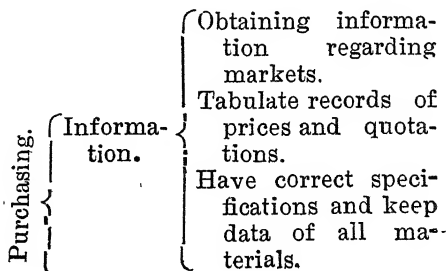 Purchasing.
Informa-
tion.
Obtaining informa-
tion regarding
markets.
Tabulate records of
prices and quota-
tions.
Have correct speci-
fications and keep
data of all ma-
terials.